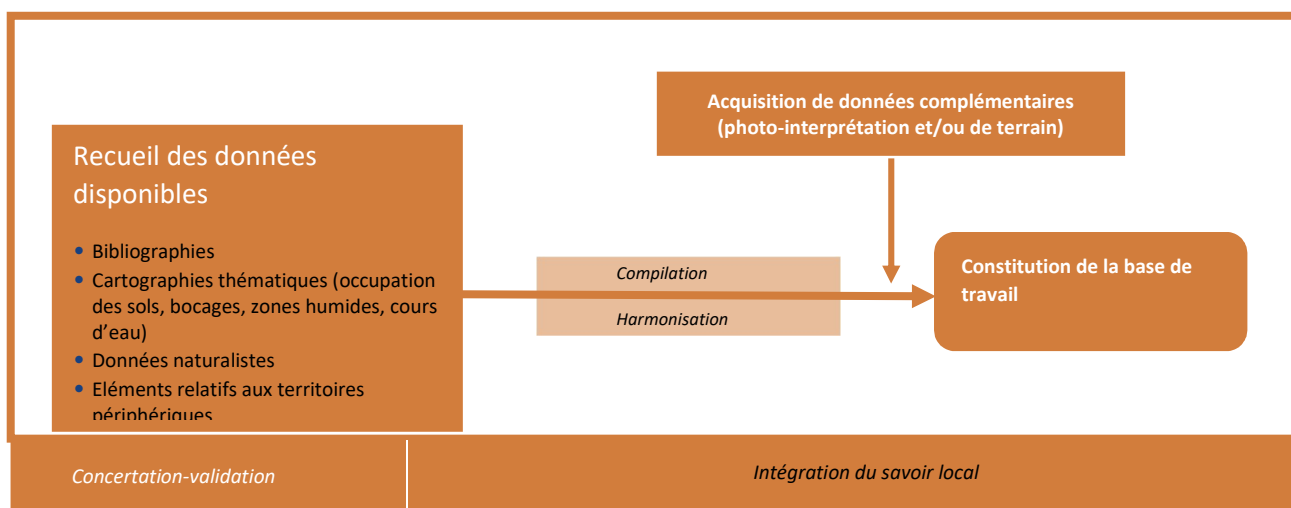 Acquisition de données complémentaires
(photo-interprétation et/ou de terrain)
Recueil des données
disponibles
• Bibliographies
• Cartographies thématiques (occupation
des sols, bocages, zones humides, cours
d’eau)
• Données naturalistes
• Eléments relatifs aux territoires
périphériques
Compilation
Harmonisation
Constitution de la base de
travail
Concertation-validation
Intégration du savoir local